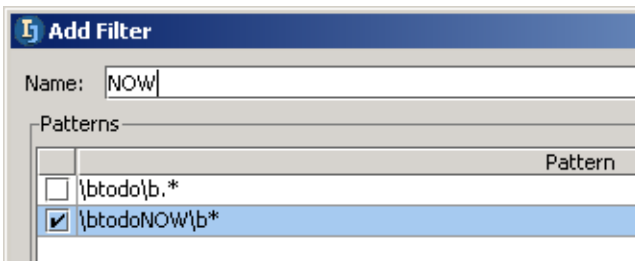 Add Filter
Name: NOW
Patterns
Pattern
\btodo\b.*
\btodoNOW\b*